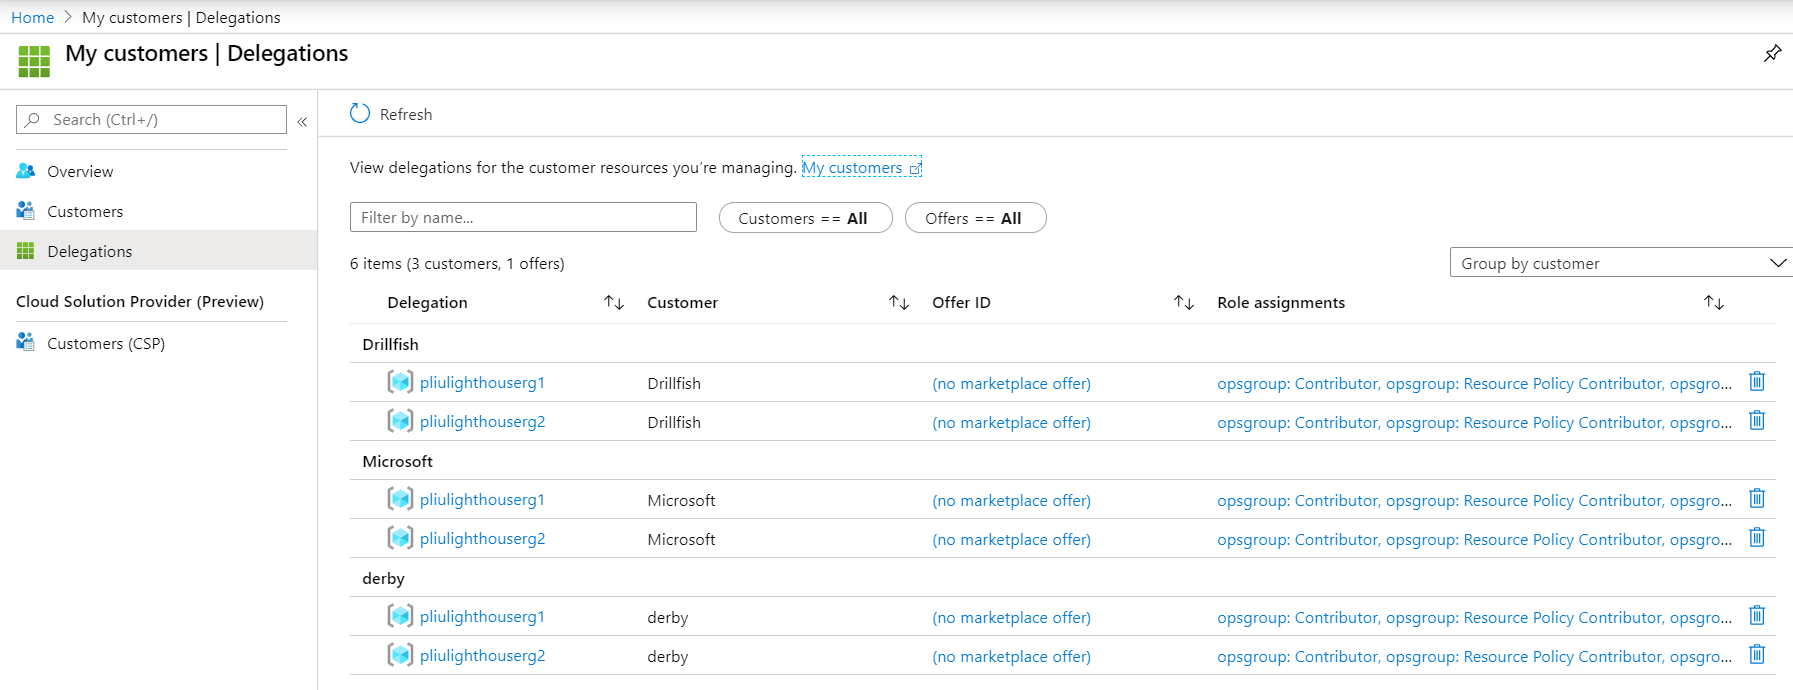 Home > My customers | Delegations
My customers | Delegations
Search (Ctrl+/)
«
Overview
Customers
Delegations
Cloud Solution Provider (Preview)
Customers (CSP)
Refresh
View delegations for the customer resources you're managing. My customers
Filter by name...
Customers == All
Offers == All
6 items (3 customers, 1 offers)
Group by customer
Delegation ↑↓ Customer ↑↓ Offer ID ↑↓ Role assignments ↑↓
Drillfish
pliulighthouserg1 Drillfish (no marketplace offer) opsgroup: Contributor, opsgroup: Resource Policy Contributor, opsgro...
pliulighthouserg2 Drillfish (no marketplace offer) opsgroup: Contributor, opsgroup: Resource Policy Contributor, opsgro...
Microsoft
pliulighthouserg1 Microsoft (no marketplace offer) opsgroup: Contributor, opsgroup: Resource Policy Contributor, opsgro...
pliulighthouserg2 Microsoft (no marketplace offer) opsgroup: Contributor, opsgroup: Resource Policy Contributor, opsgro...
derby
pliulighthouserg1 derby (no marketplace offer) opsgroup: Contributor, opsgroup: Resource Policy Contributor, opsgro...
pliulighthouserg2 derby (no marketplace offer) opsgroup: Contributor, opsgroup: Resource Policy Contributor, opsgro...